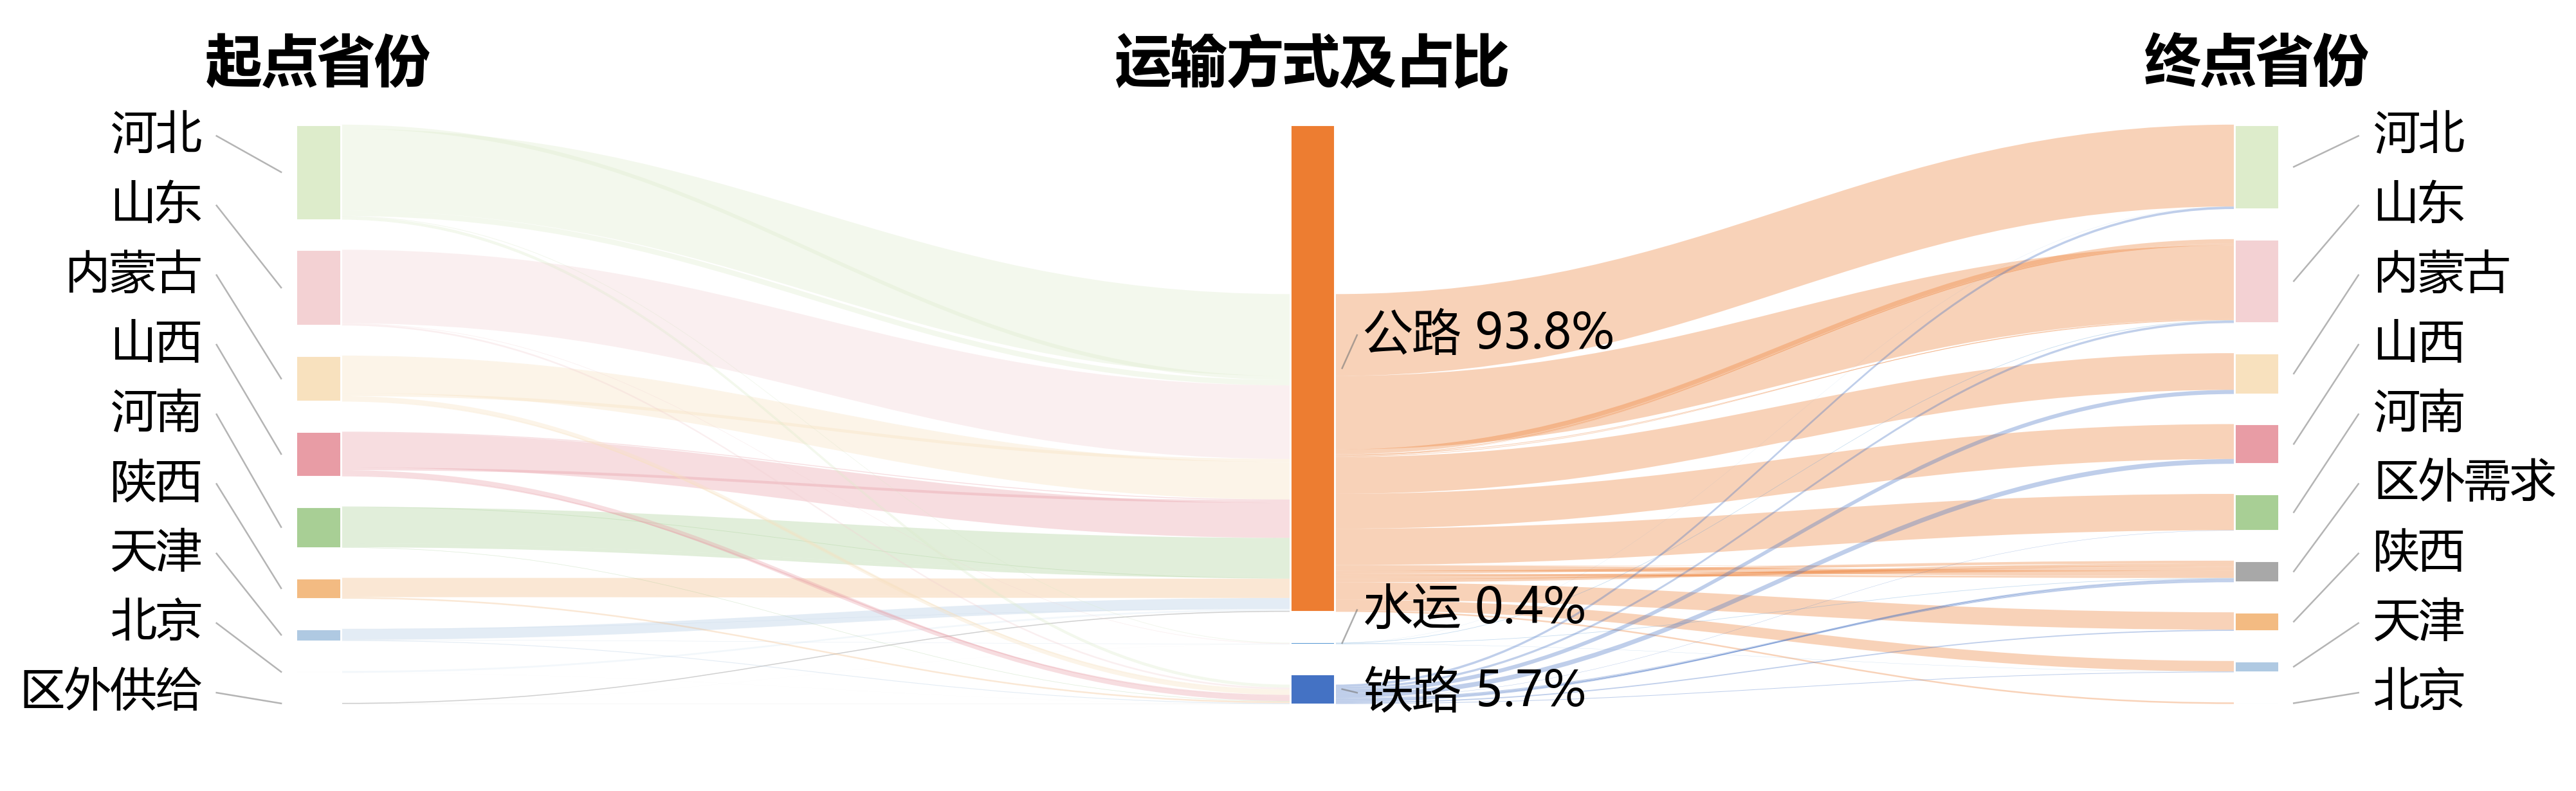 起点省份
运输方式及占比
终点省份
河北
山东
内蒙古
山西
河南
陕西
天津
北京
区外供给
公路 93.8%
水运 0.4%
铁路 5.7%
河北
山东
内蒙古
山西
河南
区外需求
陕西
天津
北京